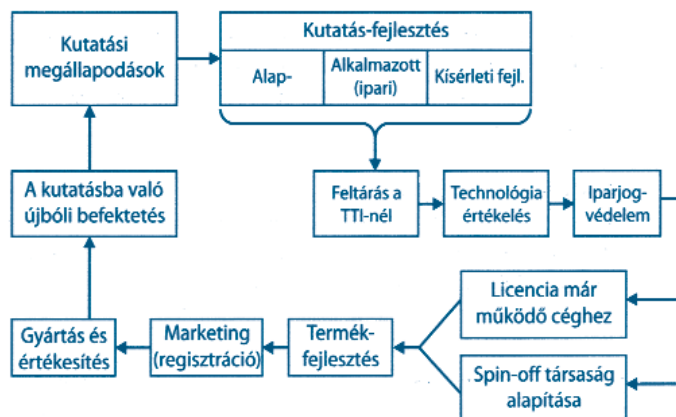 Kutatási
megállapodások
Kutatás-fejlesztés
Alap-
Alkalmazott
(ipari)
Kísérleti fejl.
Feltárás a
TTI-nél
Technológia
értékelés
Iparjog-
védelem
A kutatásba való
újbóli befektetés
Licencia már
működő céghez
Gyártás és
értékesítés
Marketing
(regisztráció)
Termék-
fejlesztés
Spin-off társaság
alapítása